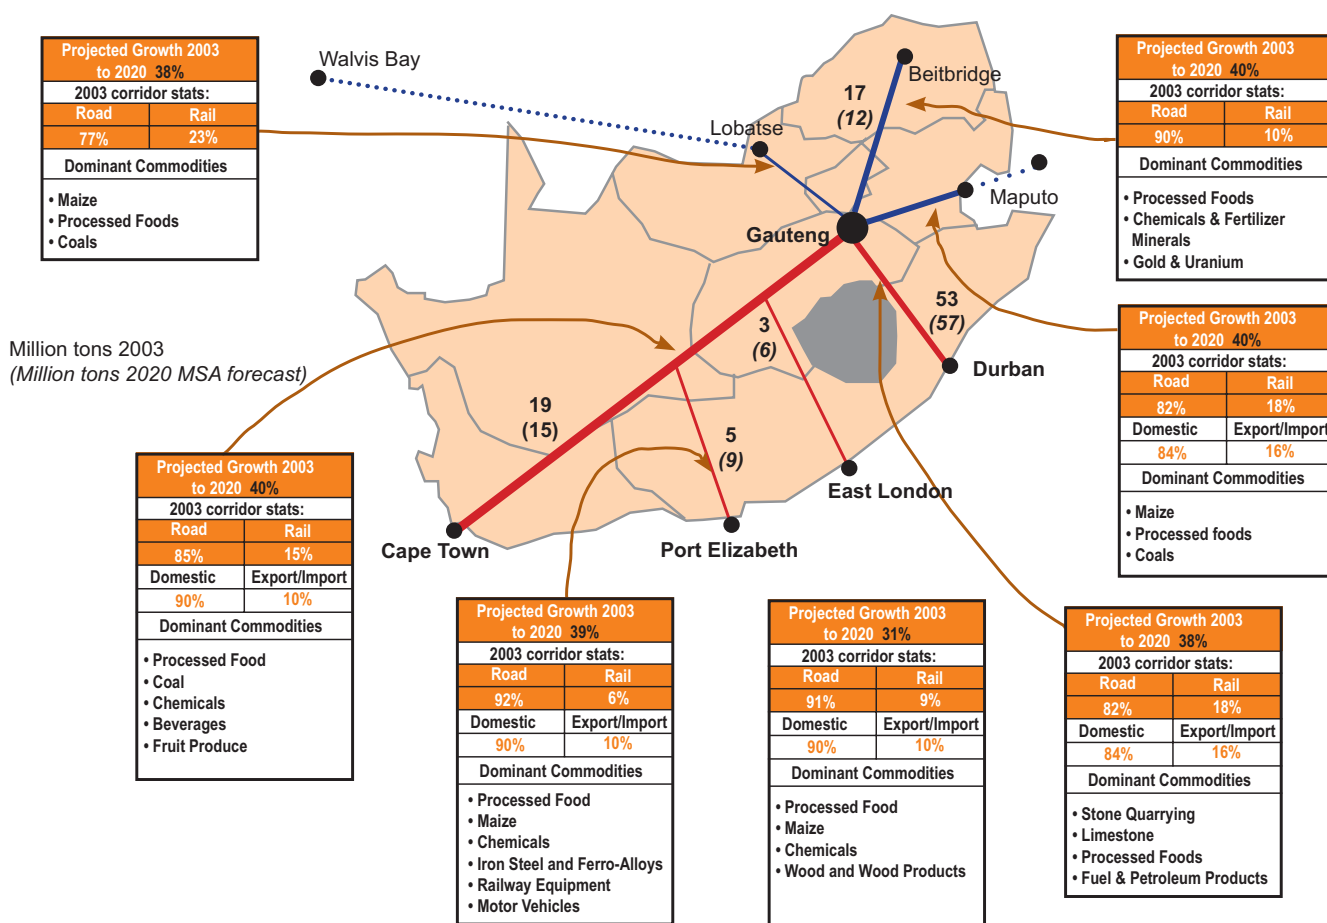 Projected Growth 2003
to 2020 38%
2003 corridor stats:
Road Rail
77% 23%
Dominant Commodities
• Maize
• Processed Foods
• Coals
Walvis Bay
Lobatse
Beitbridge
17
(12)
Maputo
Gauteng
53
(57)
Durban
3
(6)
East London
5
(9)
Port Elizabeth
19
(15)
Cape Town
Million tons 2003
(Million tons 2020 MSA forecast)
Projected Growth 2003
to 2020 40%
2003 corridor stats:
Road Rail
90% 10%
Dominant Commodities
• Processed Foods
• Chemicals & Fertilizer
Minerals
• Gold & Uranium
Projected Growth 2003
to 2020 40%
2003 corridor stats:
Road Rail
82% 18%
Domestic Export/Import
84% 16%
Dominant Commodities
• Maize
• Processed foods
• Coals
Projected Growth 2003
to 2020 40%
2003 corridor stats:
Road Rail
85% 15%
Domestic Export/Import
90% 10%
Dominant Commodities
• Processed Food
• Coal
• Chemicals
• Beverages
• Fruit Produce
Projected Growth 2003
to 2020 39%
2003 corridor stats:
Road Rail
92% 6%
Domestic Export/Import
90% 10%
Dominant Commodities
• Processed Food
• Maize
• Chemicals
• Iron Steel and Ferro-Alloys
• Railway Equipment
• Motor Vehicles
Projected Growth 2003
to 2020 31%
2003 corridor stats:
Road Rail
91% 9%
Domestic Export/Import
90% 10%
Dominant Commodities
• Processed Food
• Maize
• Chemicals
• Wood and Wood Products
Projected Growth 2003
to 2020 38%
2003 corridor stats:
Road Rail
82% 18%
Domestic Export/Import
84% 16%
Dominant Commodities
• Stone Quarrying
• Limestone
• Processed Foods
• Fuel & Petroleum Products